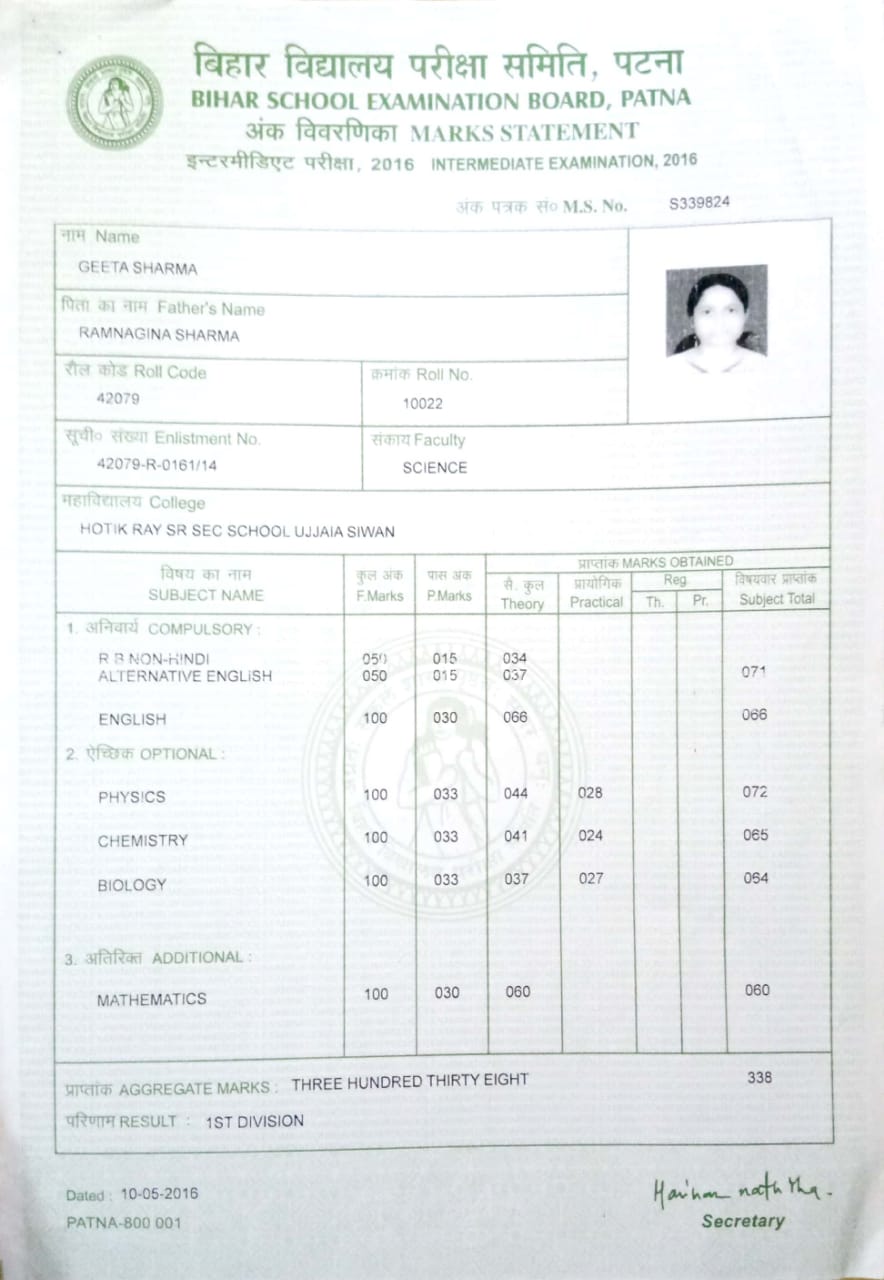 बिहार विद्यालय परीक्षा समिति, पटना
BIHAR SCHOOL EXAMINATION BOARD, PATNA
अंक विवरणिका MARKS STATEMENT
इन्टरमीडिएट परीक्षा, 2016 INTERMEDIATE EXAMINATION, 2016
अंक पत्रक सं० M.S. No. S339824
नाम Name
GEETA SHARMA
पिता का नाम Father's Name
RAMNAGINA SHARMA
रौल कोड Roll Code क्रमांक Roll No.
42079 10022
सूची० संख्या Enlistment No. संकाय Faculty
42079-R-0161/14 SCIENCE
महाविद्यालय College
HOTIK RAY SR SEC SCHOOL UJJAIA SIWAN
प्राप्तांक MARKS OBTAINED
विषय का नाम कुल अंक पास अंक सै. कुल प्रायोगिक Reg. विषयवार प्राप्तांक
SUBJECT NAME F.Marks P.Marks Theory Practical Th. Pr. Subject Total
1. अनिवार्य COMPULSORY :
R B NON-HINDI 050 015 034
ALTERNATIVE ENGLISH 050 015 037 071
ENGLISH 100 030 066 066
2. ऐच्छिक OPTIONAL :
PHYSICS 100 033 044 028 072
CHEMISTRY 100 033 041 024 065
BIOLOGY 100 033 037 027 064
3. अतिरिक्त ADDITIONAL :
MATHEMATICS 100 030 060 060
प्राप्तांक AGGREGATE MARKS : THREE HUNDRED THIRTY EIGHT 338
परिणाम RESULT : 1ST DIVISION
Dated : 10-05-2016
PATNA-800 001
Secretary